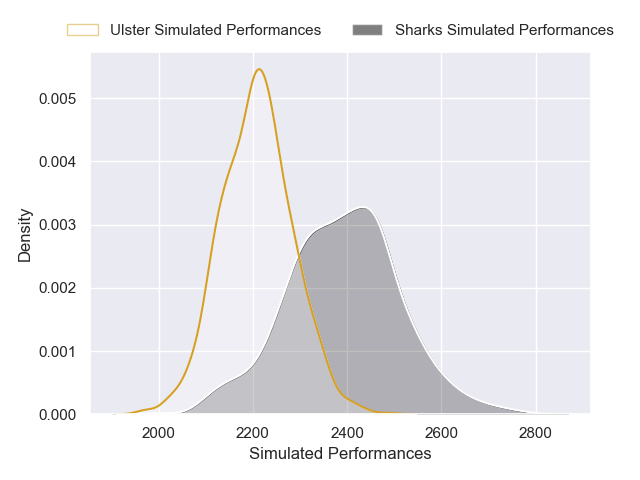 Ulster Simulated Performances
Sharks Simulated Performances
Density
0.005
0.004
0.003
0.002
0.001
0.000
2000
2200
2400
2600
2800
Simulated Performances